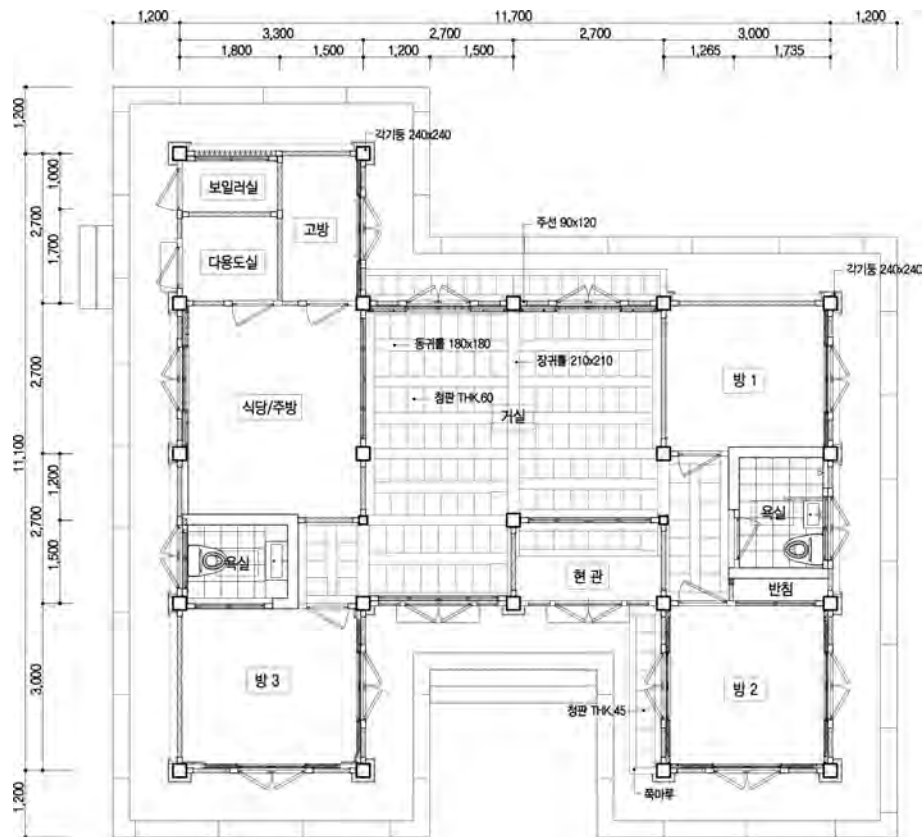 1,200
11,700
1,200
3,300
2,700
2,700
3,000
1,800
1,500
1,200
1,500
1,265
1,735
1,200
각기둥 240x240
1,000
보일러실
고방
2,700
주선 90x120
1,700
다용도실
각기둥 240x240
동귀틀 180x180
장귀틀 210x210
2,700
방 1
청판 THK.60
식당/주방
거실
11,100
1,200
욕실
2,700
1,500
욕실
현 관
반침
3,000
방 3
방 2
청판 THK.45
쪽마루
1,200